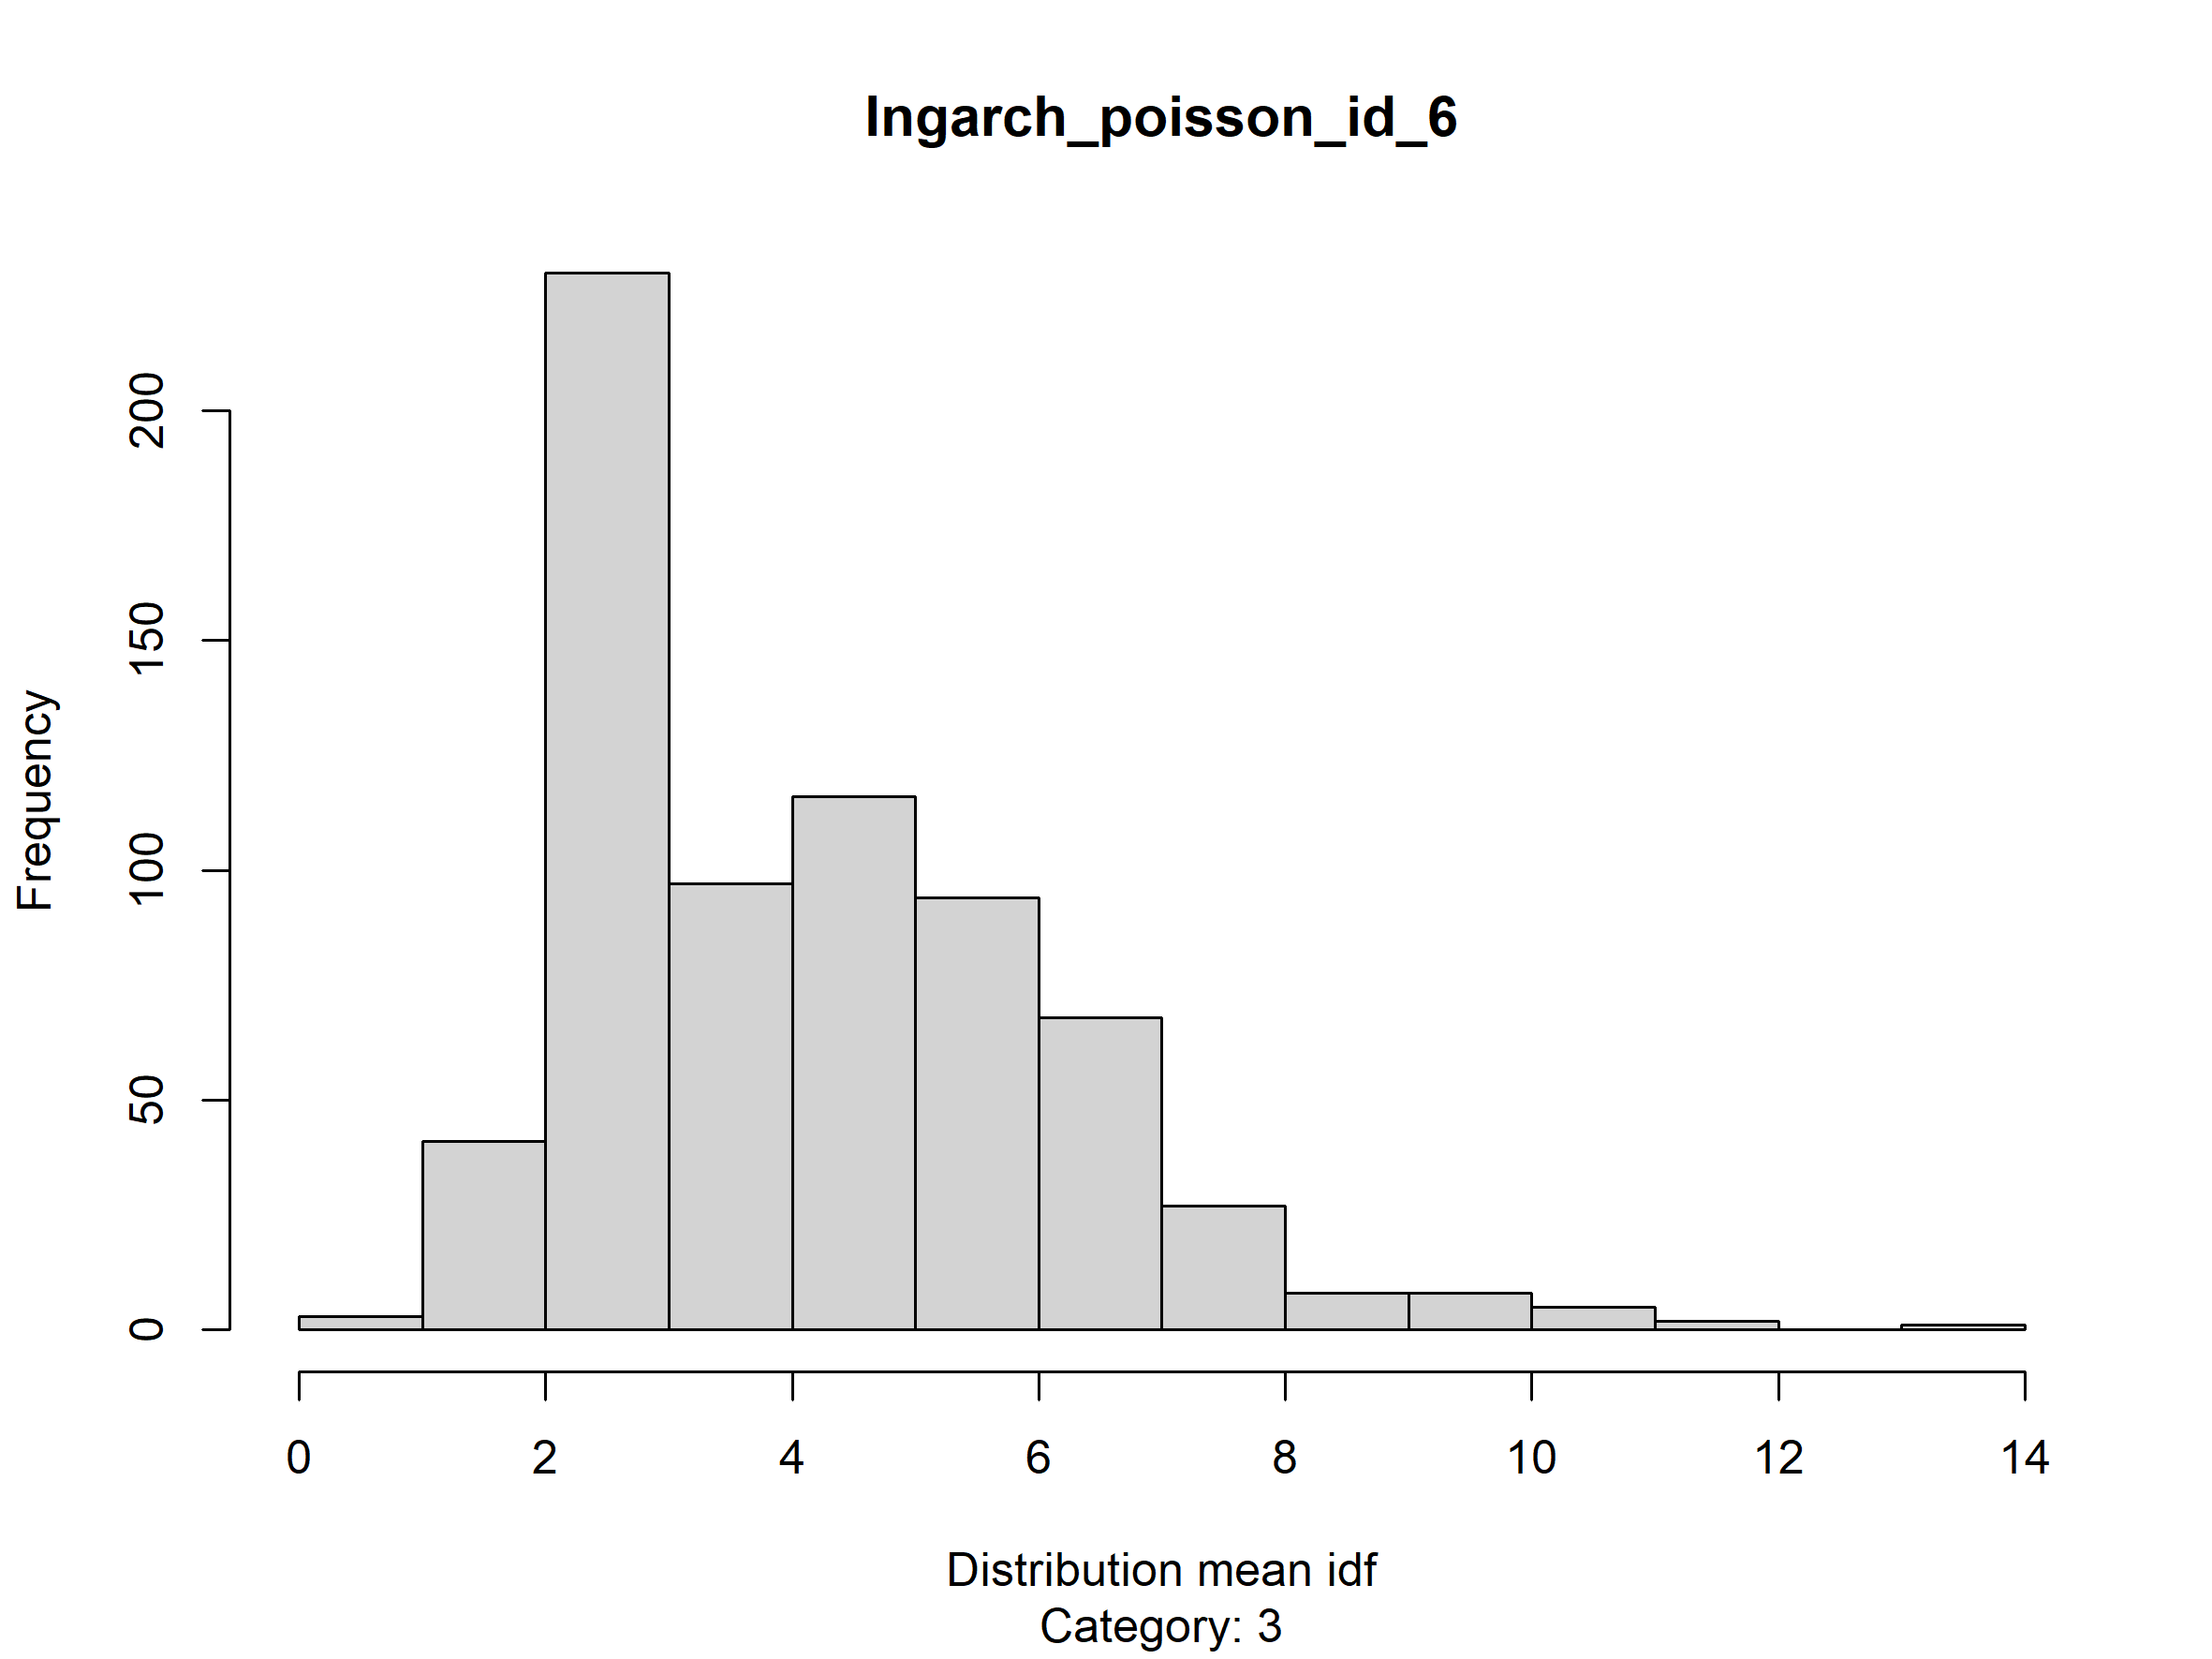 Ingarch_poisson_id_6
Frequency
200
150
100
50
0
0 2 4 6 8 10 12 14
Distribution mean idf
Category: 3